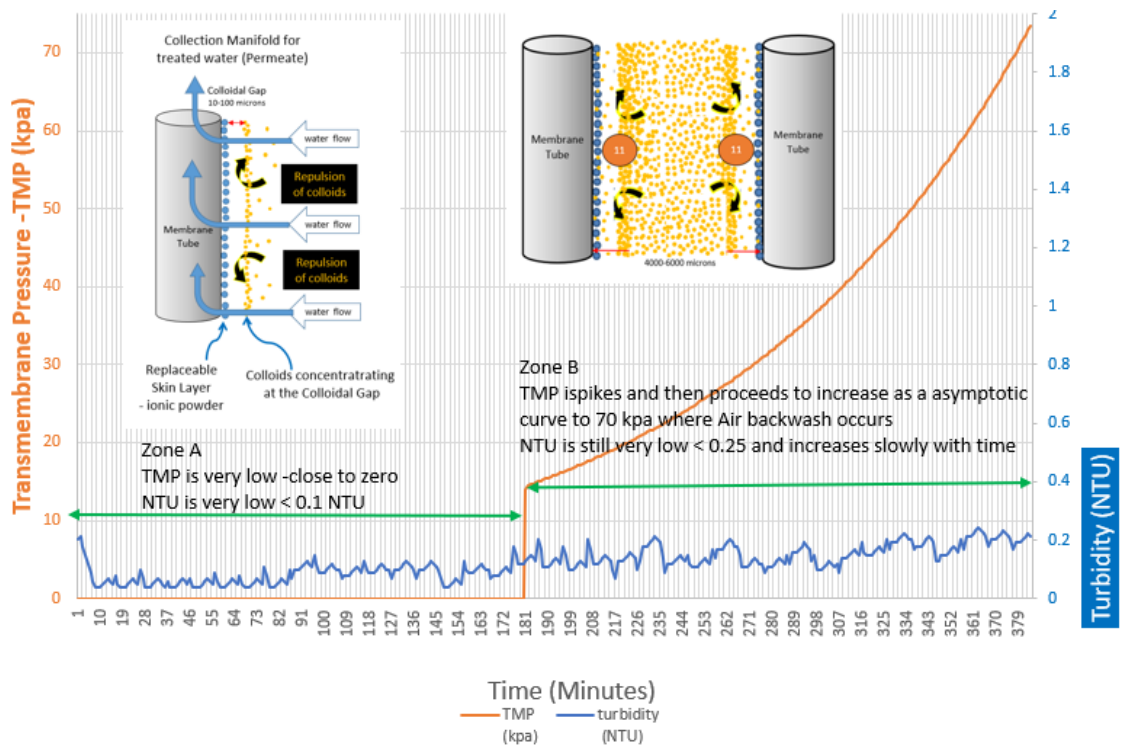 Transmembrane Pressure -TMP (kpa)
70
60
50
40
30
20
10
0
Collection Manifold for
treated water (Permeate)
Colloidal Gap
10-100 microns
water flow
Repulsion
of colloids
Membrane
Tube
water flow
Repulsion
of colloids
water flow
Replaceable
Skin Layer
- ionic powder
Colloids concentratrating
at the Colloidal Gap
Membrane
Tube
11
11
Membrane
Tube
4000-6000 microns
Zone A
TMP is very low -close to zero
NTU is very low < 0.1 NTU
Zone B
TMP ispikes and then proceeds to increase as a asymptotic
curve to 70 kpa where Air backwash occurs
NTU is still very low < 0.25 and increases slowly with time
2
1.8
1.6
1.4
1.2
1
0.8
0.6
0.4
0.2
0
Turbidity (NTU)
1 10 19 28 37 46 55 64 73 82 91 100 109 118 127 136 145 154 163 172 181 190 199 208 217 226 235 244 253 262 271 280 289 298 307 316 325 334 343 352 361 370 379
Time (Minutes)
TMP
(kpa)
turbidity
(NTU)